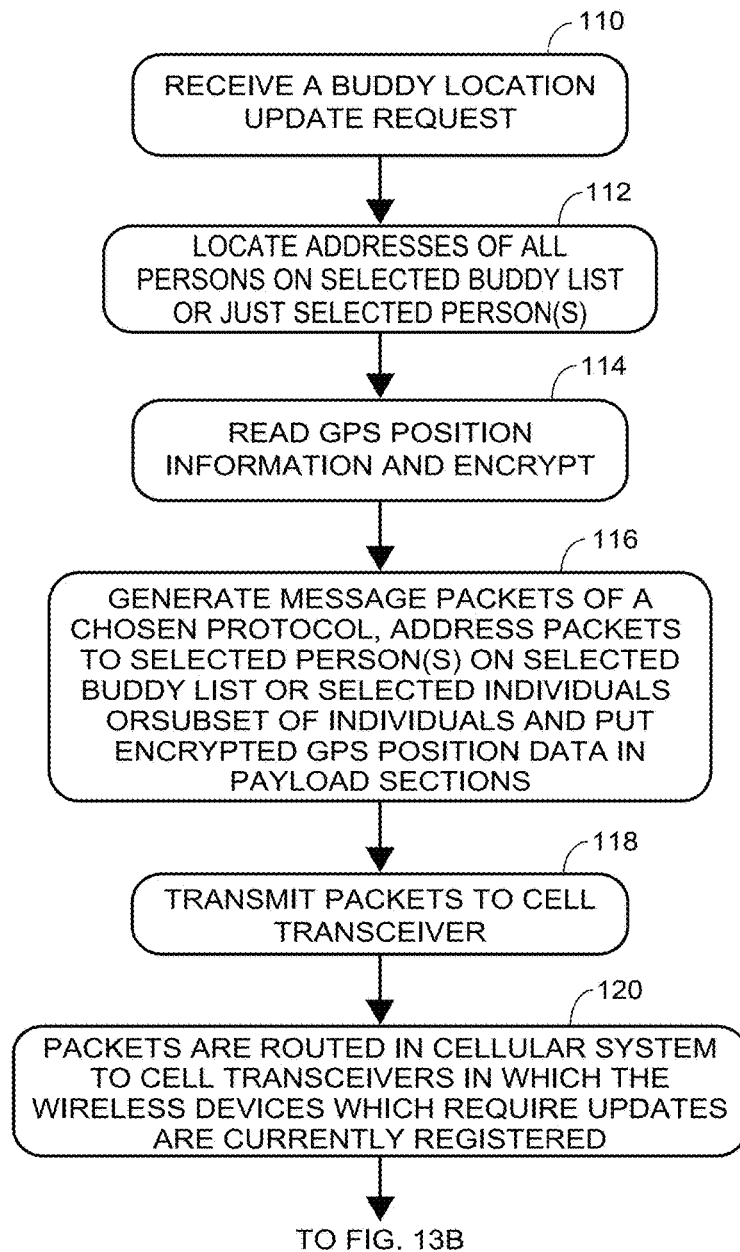 110
RECEIVE A BUDDY LOCATION
UPDATE REQUEST
112
LOCATE ADDRESSES OF ALL
PERSONS ON SELECTED BUDDY LIST
OR JUST SELECTED PERSON(S)
114
READ GPS POSITION
INFORMATION AND ENCRYPT
116
GENERATE MESSAGE PACKETS OF A
CHOSEN PROTOCOL, ADDRESS PACKETS
TO SELECTED PERSON(S) ON SELECTED
BUDDY LIST OR SELECTED INDIVIDUALS
ORSUBSET OF INDIVIDUALS AND PUT
ENCRYPTED GPS POSITION DATA IN
PAYLOAD SECTIONS
118
TRANSMIT PACKETS TO CELL
TRANSCEIVER
120
PACKETS ARE ROUTED IN CELLULAR SYSTEM
TO CELL TRANSCEIVERS IN WHICH THE
WIRELESS DEVICES WHICH REQUIRE UPDATES
ARE CURRENTLY REGISTERED
TO FIG. 13B